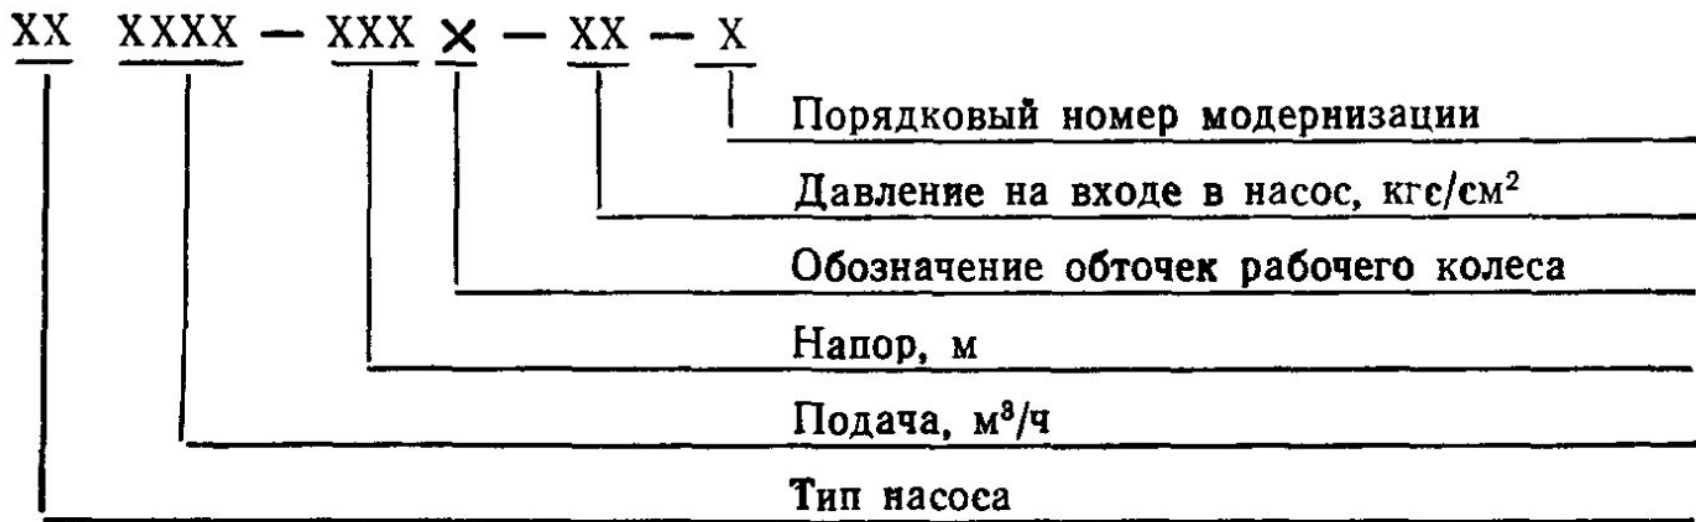 XX XXXX — XXX X — XX — X
Порядковый номер модернизации
Давление на входе в насос, кгс/см²
Обозначение обточек рабочего колеса
Напор, м
Подача, м³/ч
Тип насоса